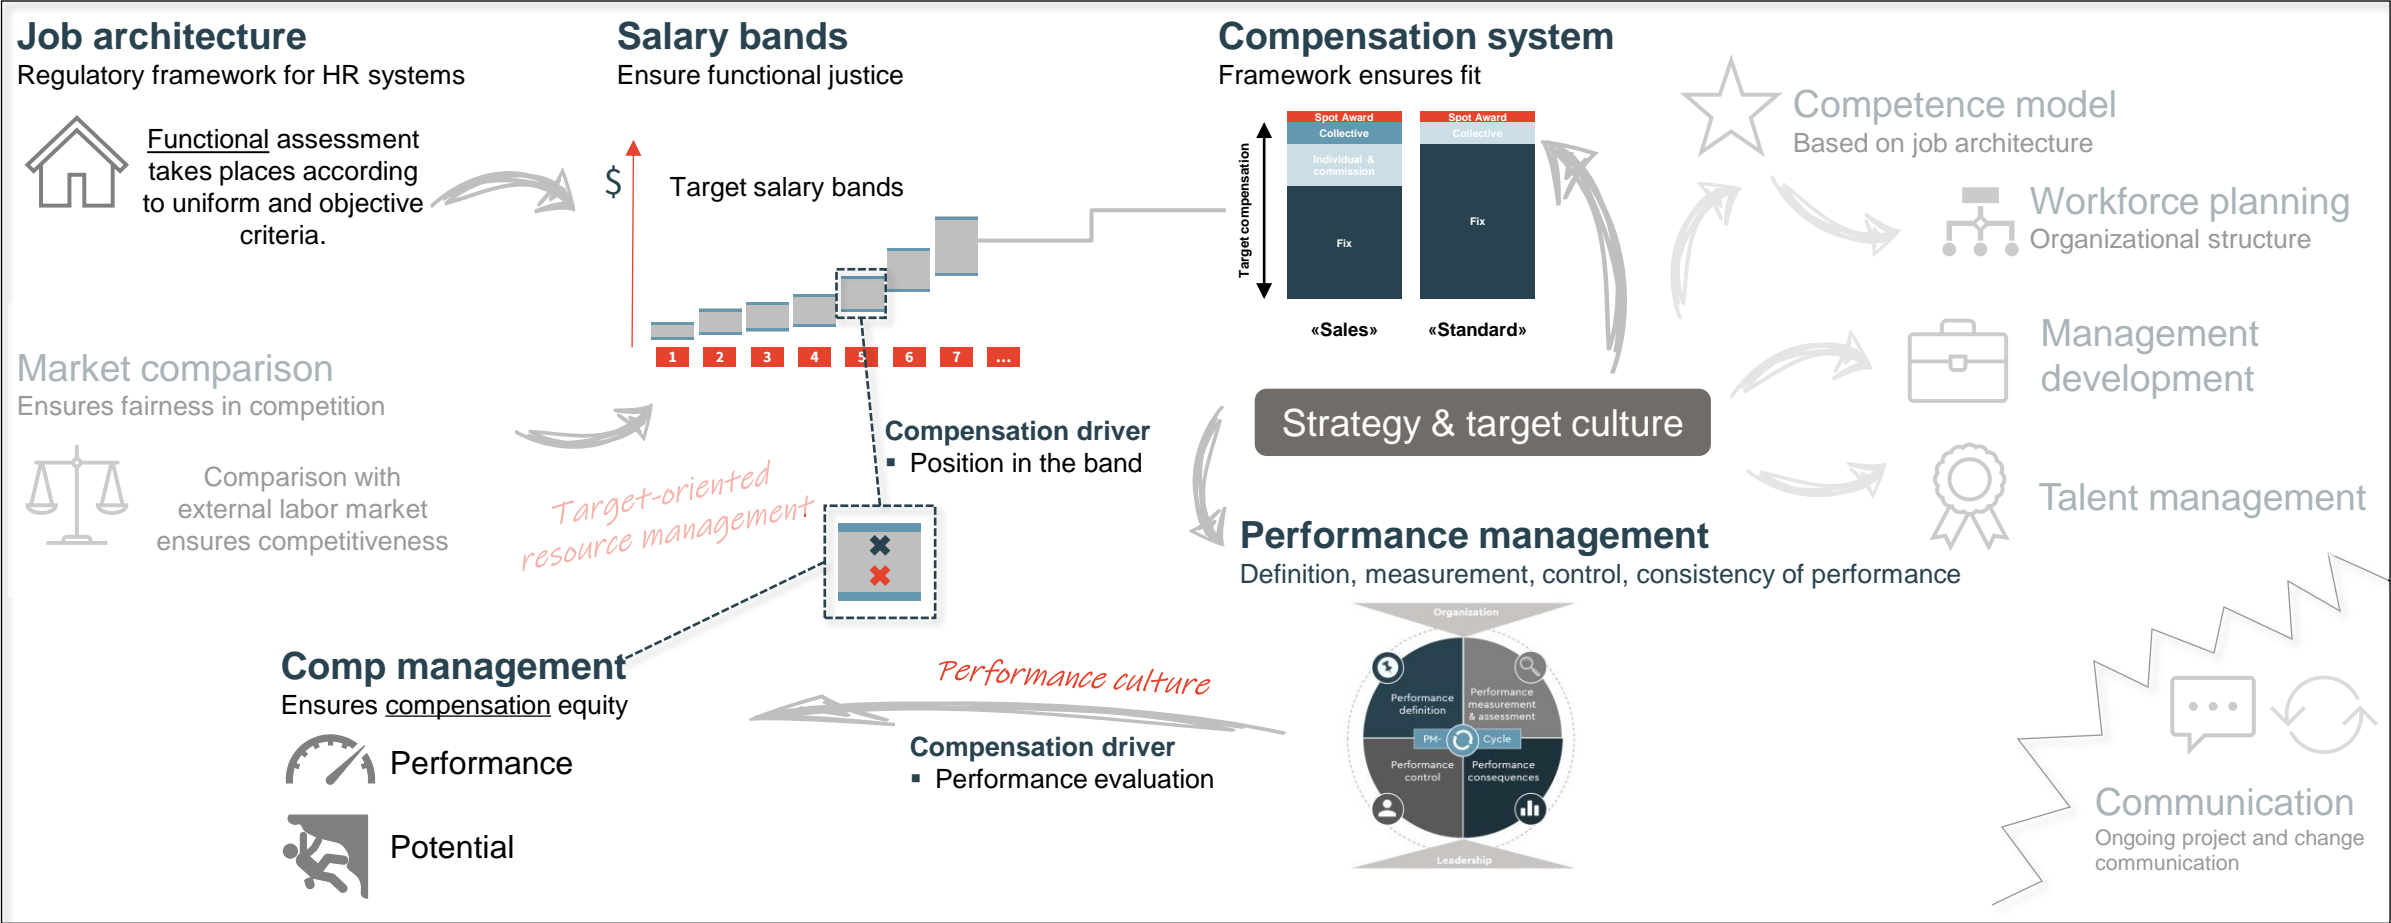 Job architecture
Regulatory framework for HR systems
Functional assessment
takes places according
to uniform and objective
criteria.
Market comparison
Ensures fairness in competition
Comparison with
external labor market
ensures competitiveness
Salary bands
Ensure functional justice
$
Target salary bands
1 2 3 4 5 6 7 ...
Compensation driver
▪ Position in the band
Target-oriented
resource management
Comp management
Ensures compensation equity
Performance
Potential
Performance culture
Compensation driver
▪ Performance evaluation
Compensation system
Framework ensures fit
Target compensation
Spot Award
Collective
Individual &
commission
Fix
«Sales»
Spot Award
Collective
Fix
«Standard»
Strategy & target culture
Performance management
Definition, measurement, control, consistency of performance
Organization
Performance
definition
Performance
measurement
& assessment
PM- Cycle
Performance
control
Performance
consequences
Leadership
Competence model
Based on job architecture
Workforce planning
Organizational structure
Management
development
Talent management
Communication
Ongoing project and change
communication